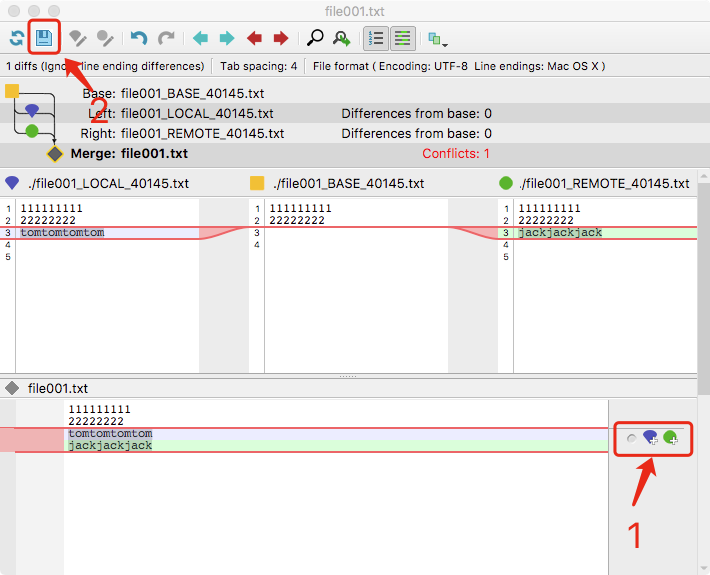 file001.txt
1 diffs (Ignore line ending differences) Tab spacing: 4 File format ( Encoding: UTF-8 Line endings: Mac OS X )
2
Base: file001_BASE_40145.txt
Left: file001_LOCAL_40145.txt Differences from base: 0
Right: file001_REMOTE_40145.txt Differences from base: 0
Merge: file001.txt Conflicts: 1
./file001_LOCAL_40145.txt ./file001_BASE_40145.txt ./file001_REMOTE_40145.txt
1 111111111 1 111111111 1 111111111
2 22222222 2 22222222 2 22222222
3 tomtomtomtom 3 3 jackjackjack
4 4 4
5 5
file001.txt
111111111
22222222
tomtomtomtom
jackjackjack
1